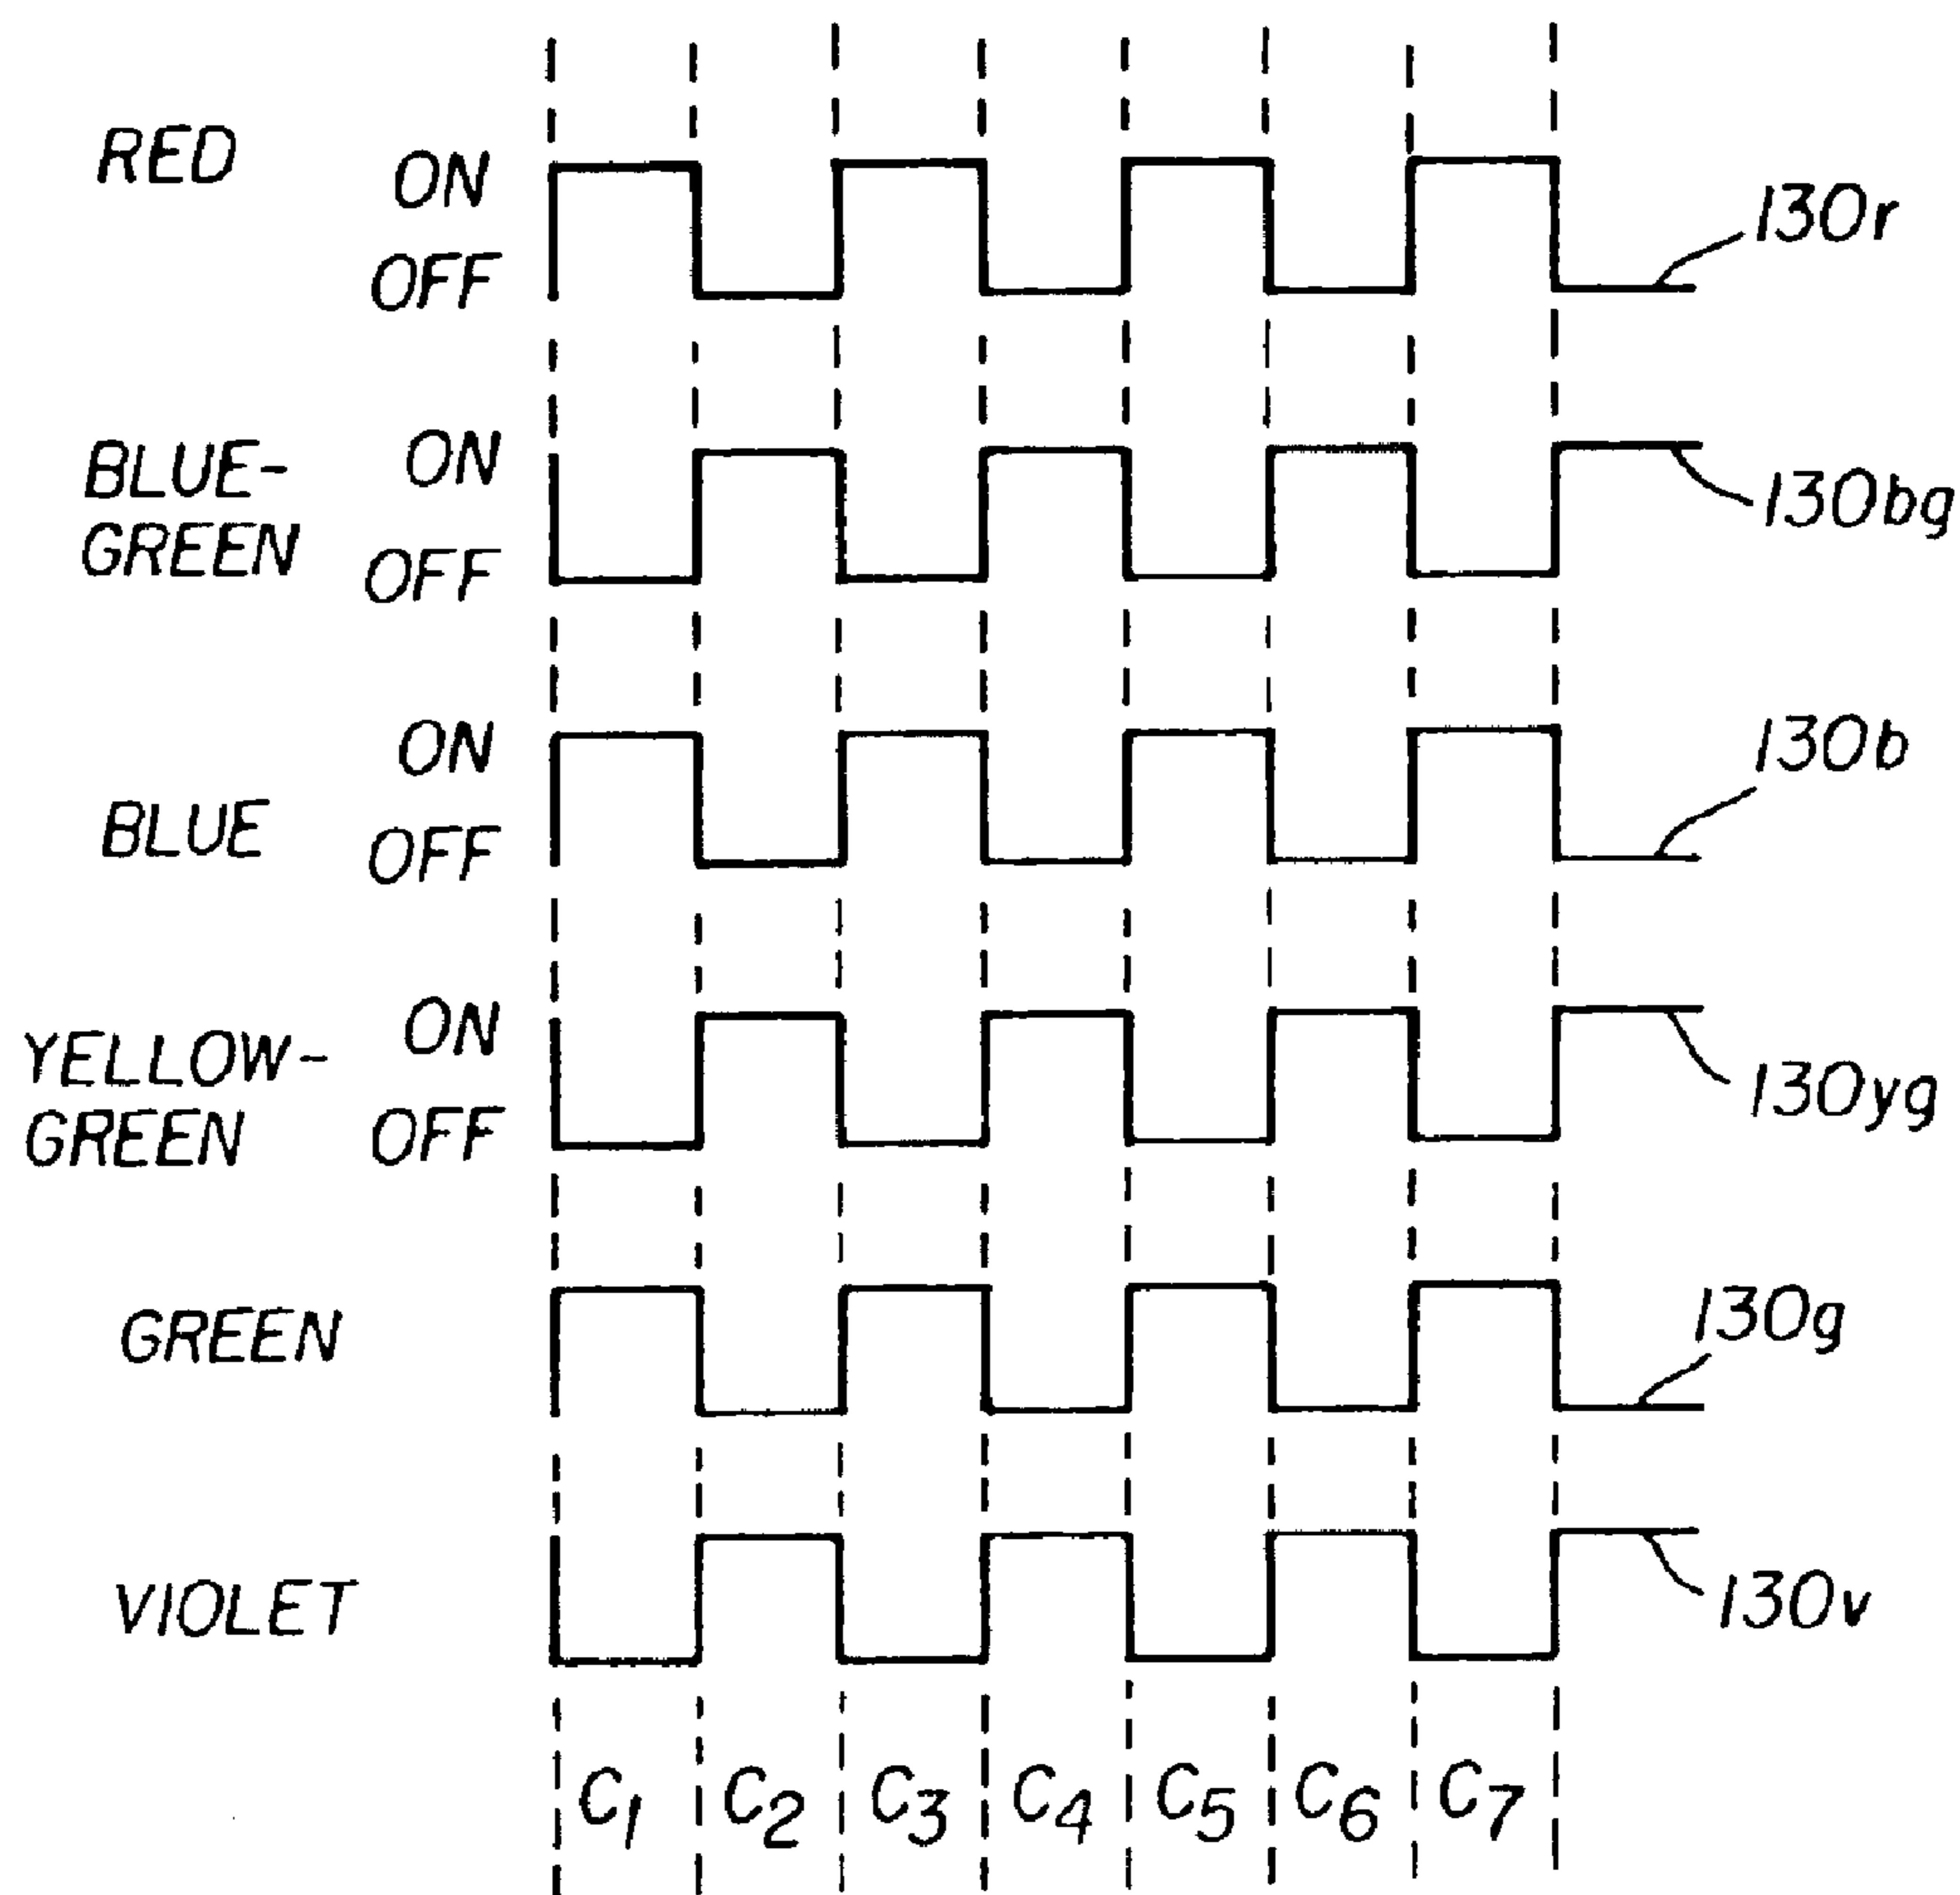 RED
ON
OFF
130r
BLUE-
GREEN
ON
OFF
130bg
ON
BLUE
OFF
130b
YELLOW-
GREEN
ON
OFF
130yg
GREEN
130g
VIOLET
130v
C1 C2 C3 C4 C5 C6 C7